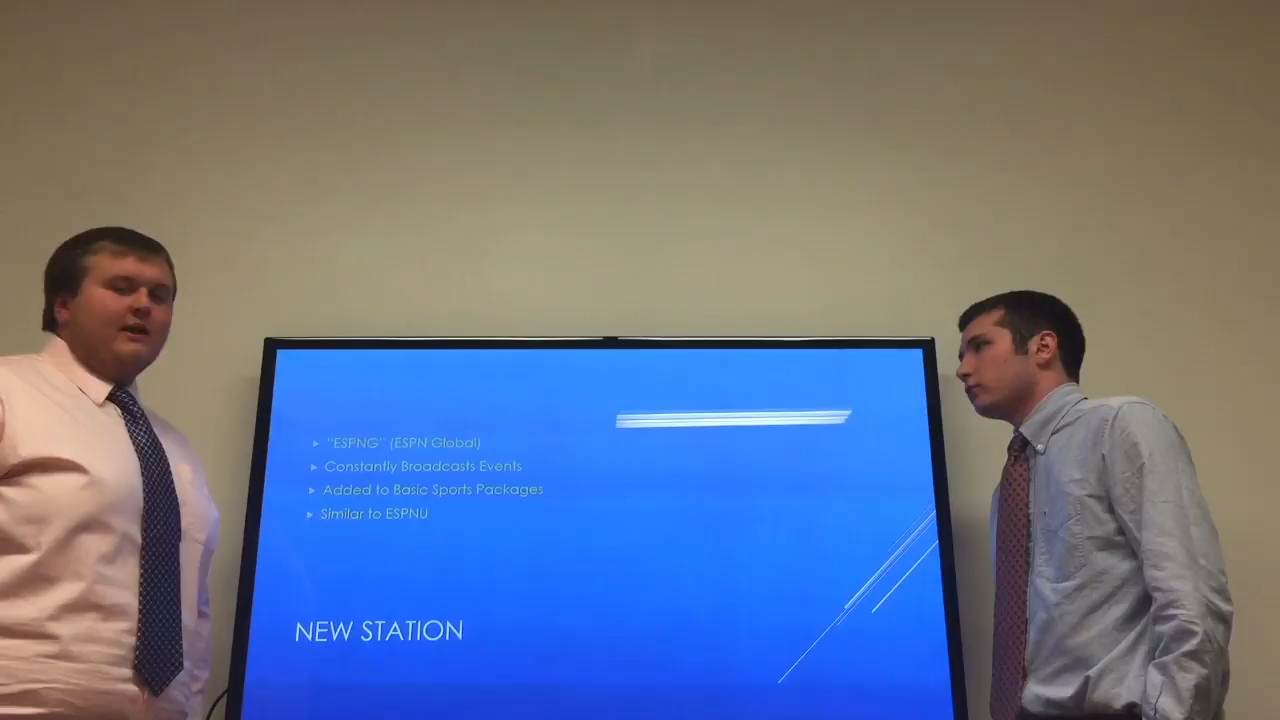 "ESPNG" (ESPN Global)
Constantly Broadcasts Events
Added to Basic Sports Packages
Similar to ESPNU
NEW STATION